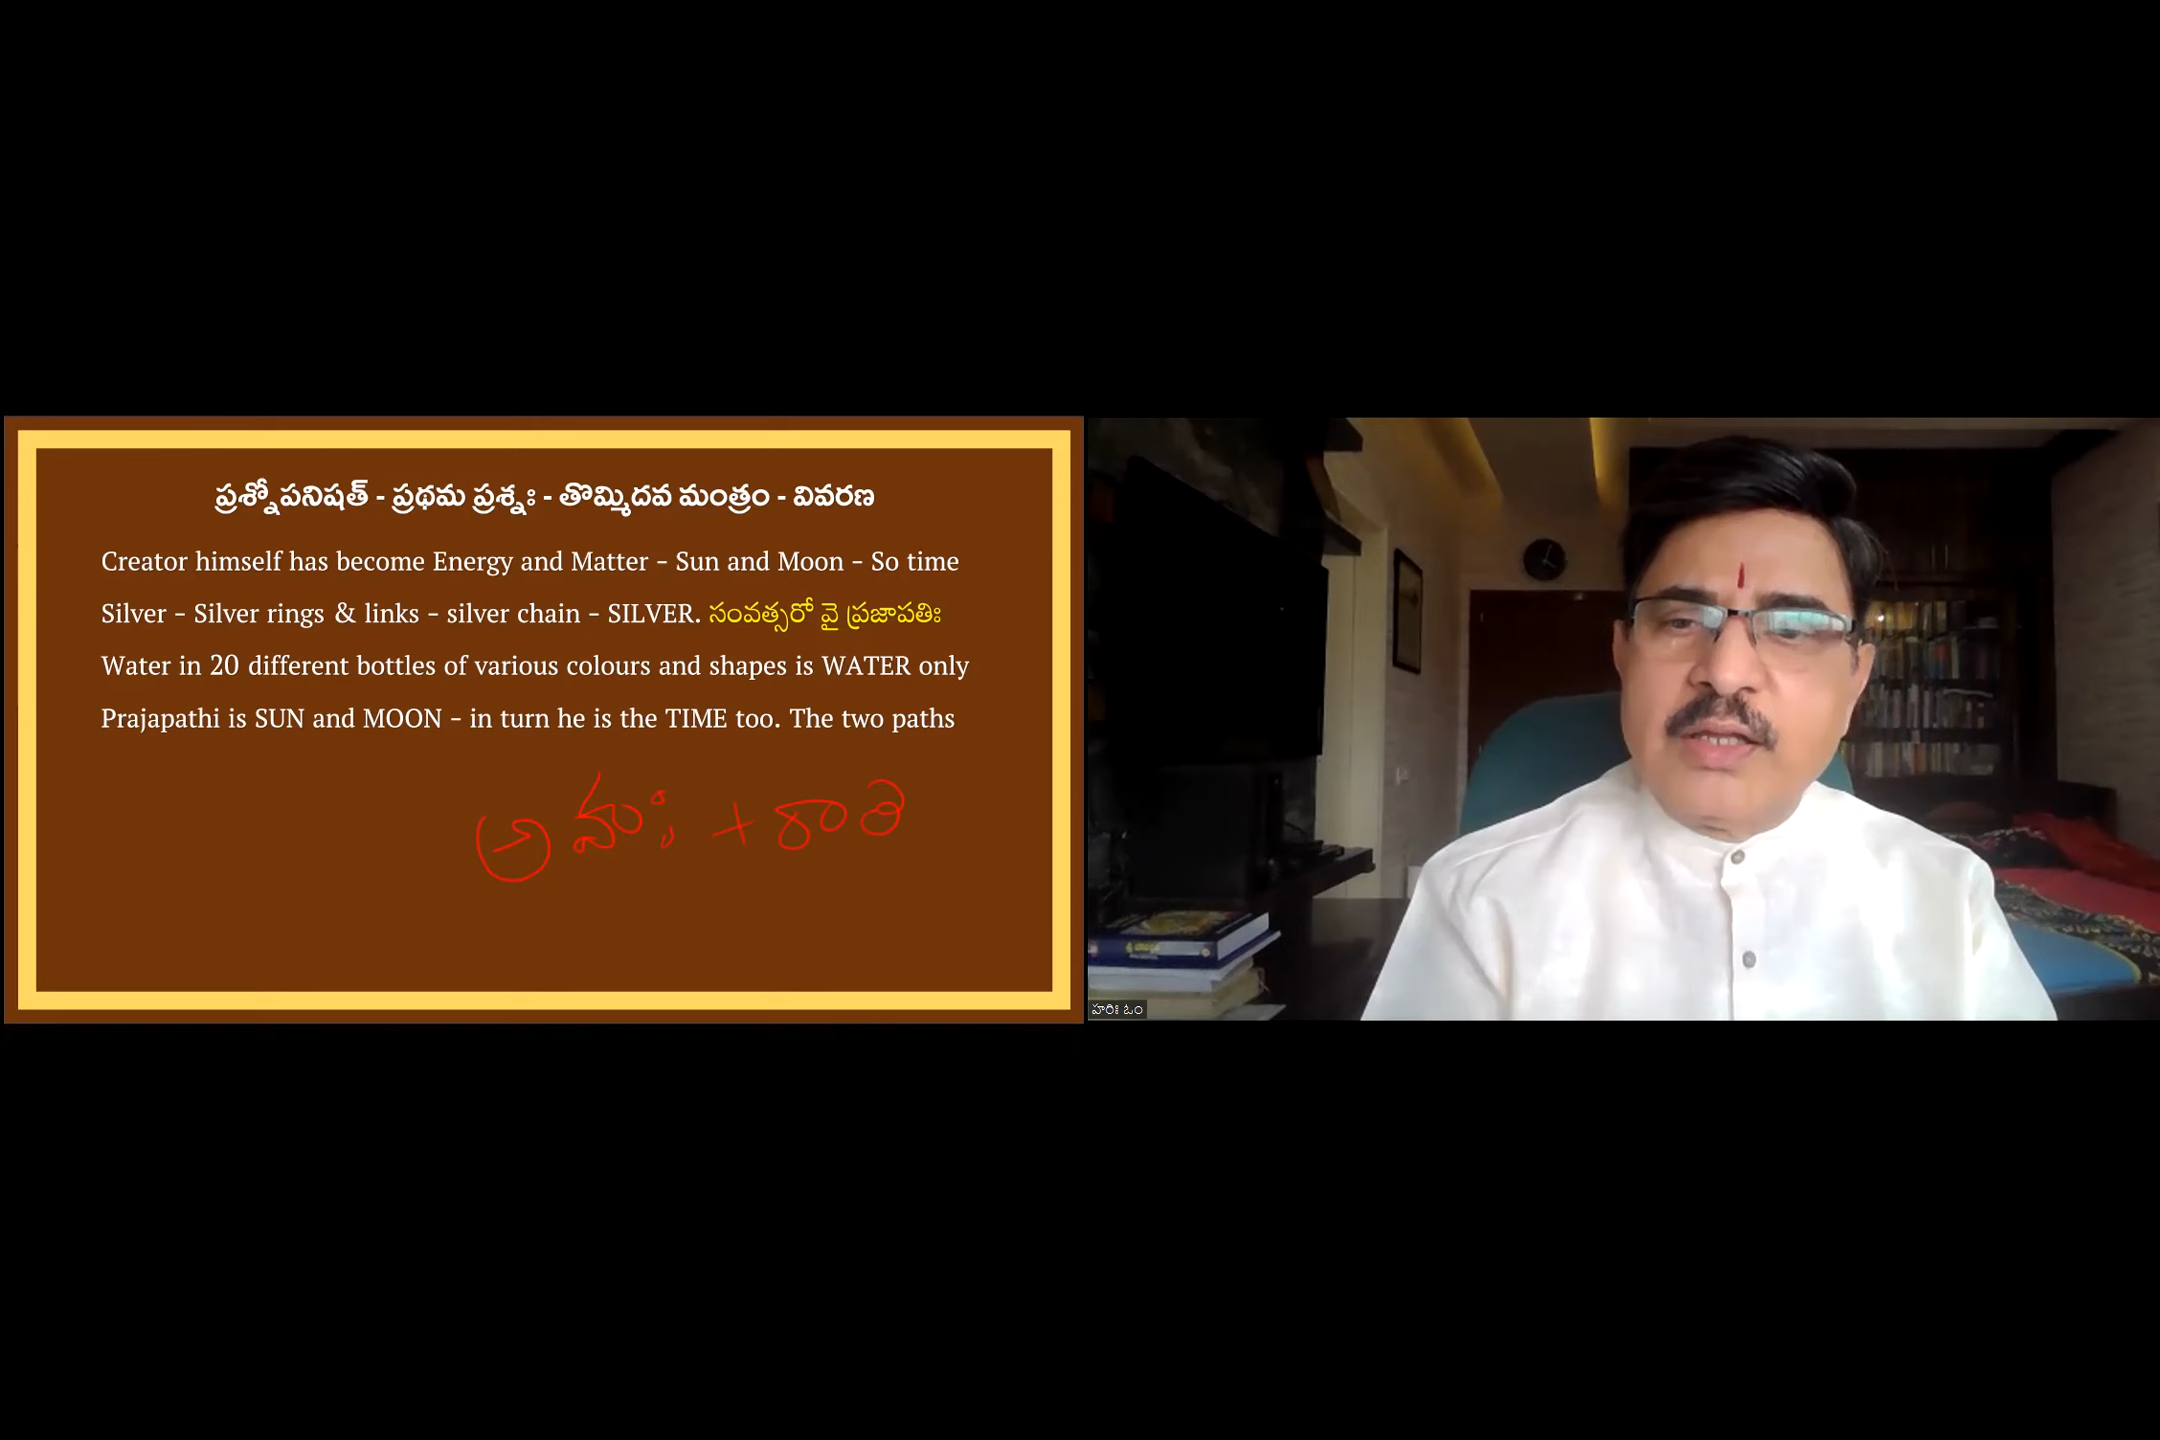 ప్రశ్నోపనిషత్ - ప్రథమ ప్రశ్నః - తొమ్మిదవ మంత్రం - వివరణ
Creator himself has become Energy and Matter - Sun and Moon - So time
Silver - Silver rings & links - silver chain - SILVER. సంవత్సరో వై ప్రజాపతిః
Water in 20 different bottles of various colours and shapes is WATER only
Prajapathi is SUN and MOON - in turn he is the TIME too. The two paths
అహః + రాతి
హరిః ఓం